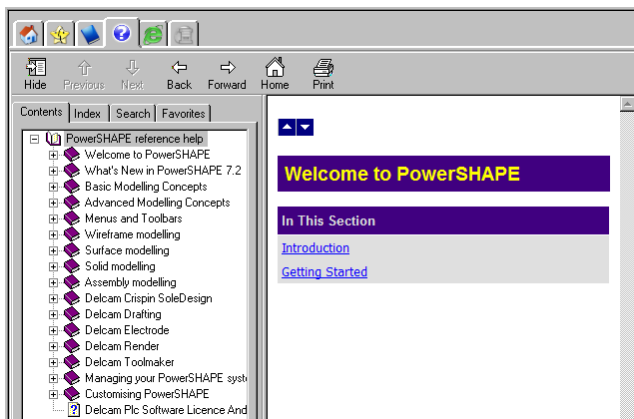 Hide Previous Next Back Forward Home Print
Contents Index Search Favorites
PowerSHAPE reference help
Welcome to PowerSHAPE
What's New in PowerSHAPE 7.2
Basic Modelling Concepts
Advanced Modelling Concepts
Menus and Toolbars
Wireframe modelling
Surface modelling
Solid modelling
Assembly modelling
Delcam Crispin SoleDesign
Delcam Drafting
Delcam Electrode
Delcam Render
Delcam Toolmaker
Managing your PowerSHAPE syst
Customising PowerSHAPE
Delcam Plc Software Licence And
Welcome to PowerSHAPE
In This Section
Introduction
Getting Started